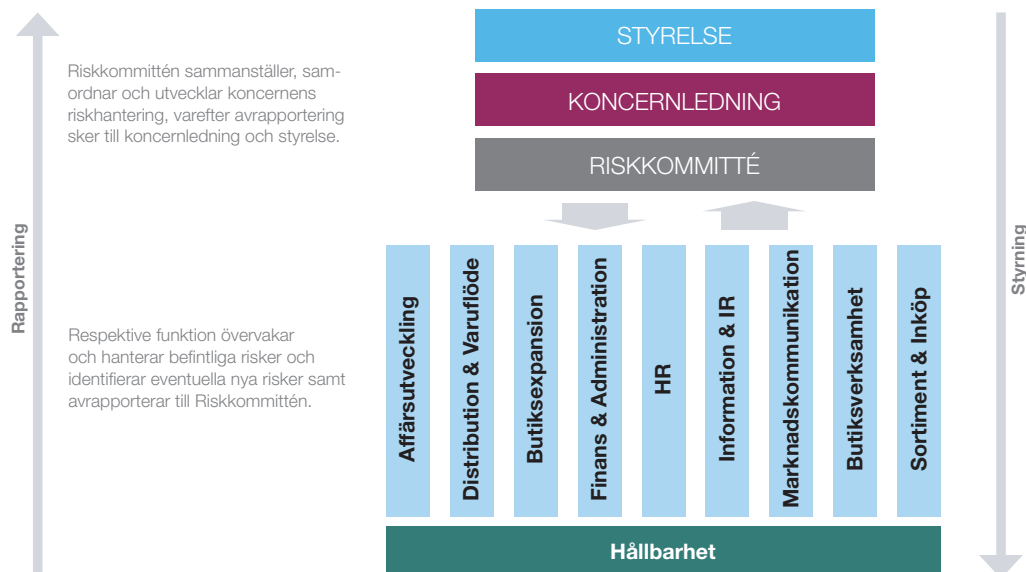 STYRELSE
Riskkommittén sammanställer, sam-
ordnar och utvecklar koncernens
riskhantering, varefter avrapportering
sker till koncernledning och styrelse.
KONCERNLEDNING
RISKKOMMITTÉ
Rapportering
Styrning
Respektive funktion övervakar
och hanterar befintliga risker och
identifierar eventuella nya risker samt
avrapporterar till Riskkommittén.
Affärsutveckling
Distribution & Varuflöde
Butiksexpansion
Finans & Administration
HR
Information & IR
Marknadskommunikation
Butiksverksamhet
Sortiment & Inköp
Hållbarhet